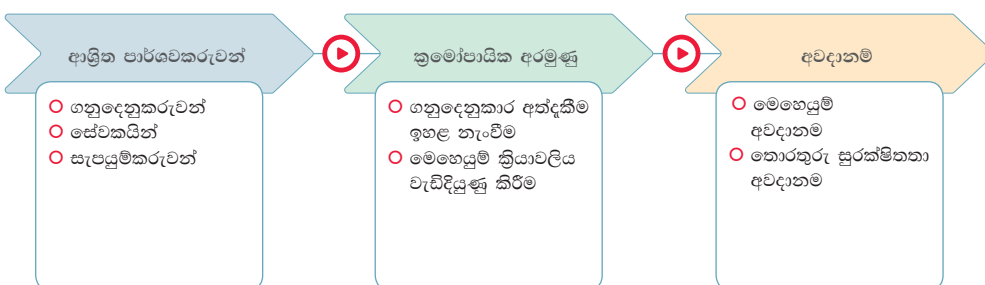 ආශ්‍රිත පාර්ශවකරුවන්
ක්‍රමෝපායික අරමුණු
අවදානම්
ගනුදෙනුකරුවන්
සේවකයින්
සැපයුම්කරුවන්
ගනුදෙනුකාර අත්දැකීම
ඉහළ නැංවීම
මෙහෙයුම් ක්‍රියාවලිය
වැඩිදියුණු කිරීම
මෙහෙයුම්
අවදානම
තොරතුරු සුරක්ෂිතතා
අවදානම